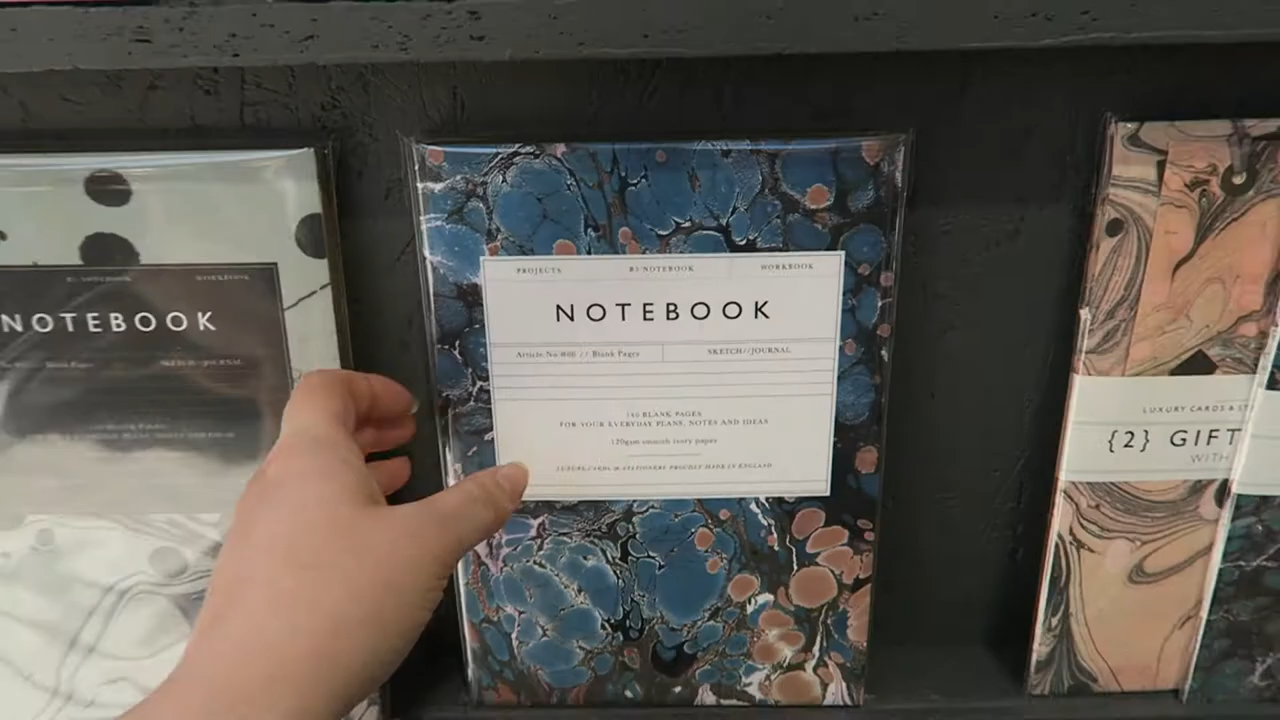 NOTEBOOK
PROJECTS B5 NOTEBOOK WORKBOOK
NOTEBOOK
Blank Pages SKETCH//JOURNAL
140 BLANK PAGES
FOR YOUR EVERYDAY PLANS, NOTES AND IDEAS
120gsm smooth ivory paper
LUXURY CARDS & STATIONERY PROUDLY MADE IN ENGLAND
LUXURY CARDS & ST
{2} GIFT
WITH